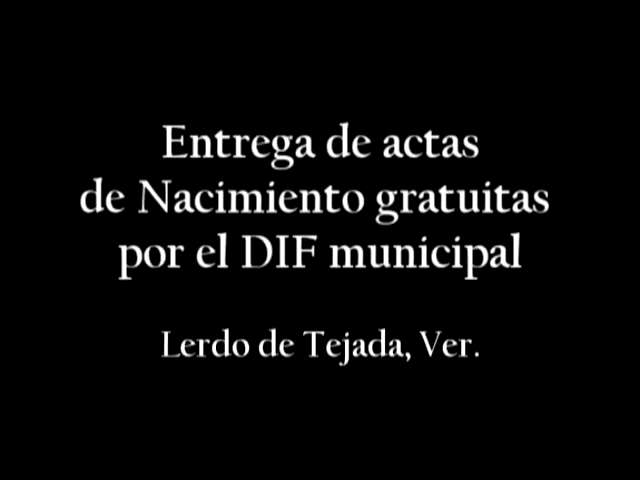 Entrega de actas
de Nacimiento gratuitas
por el DIF municipal
Lerdo de Tejada, Ver.